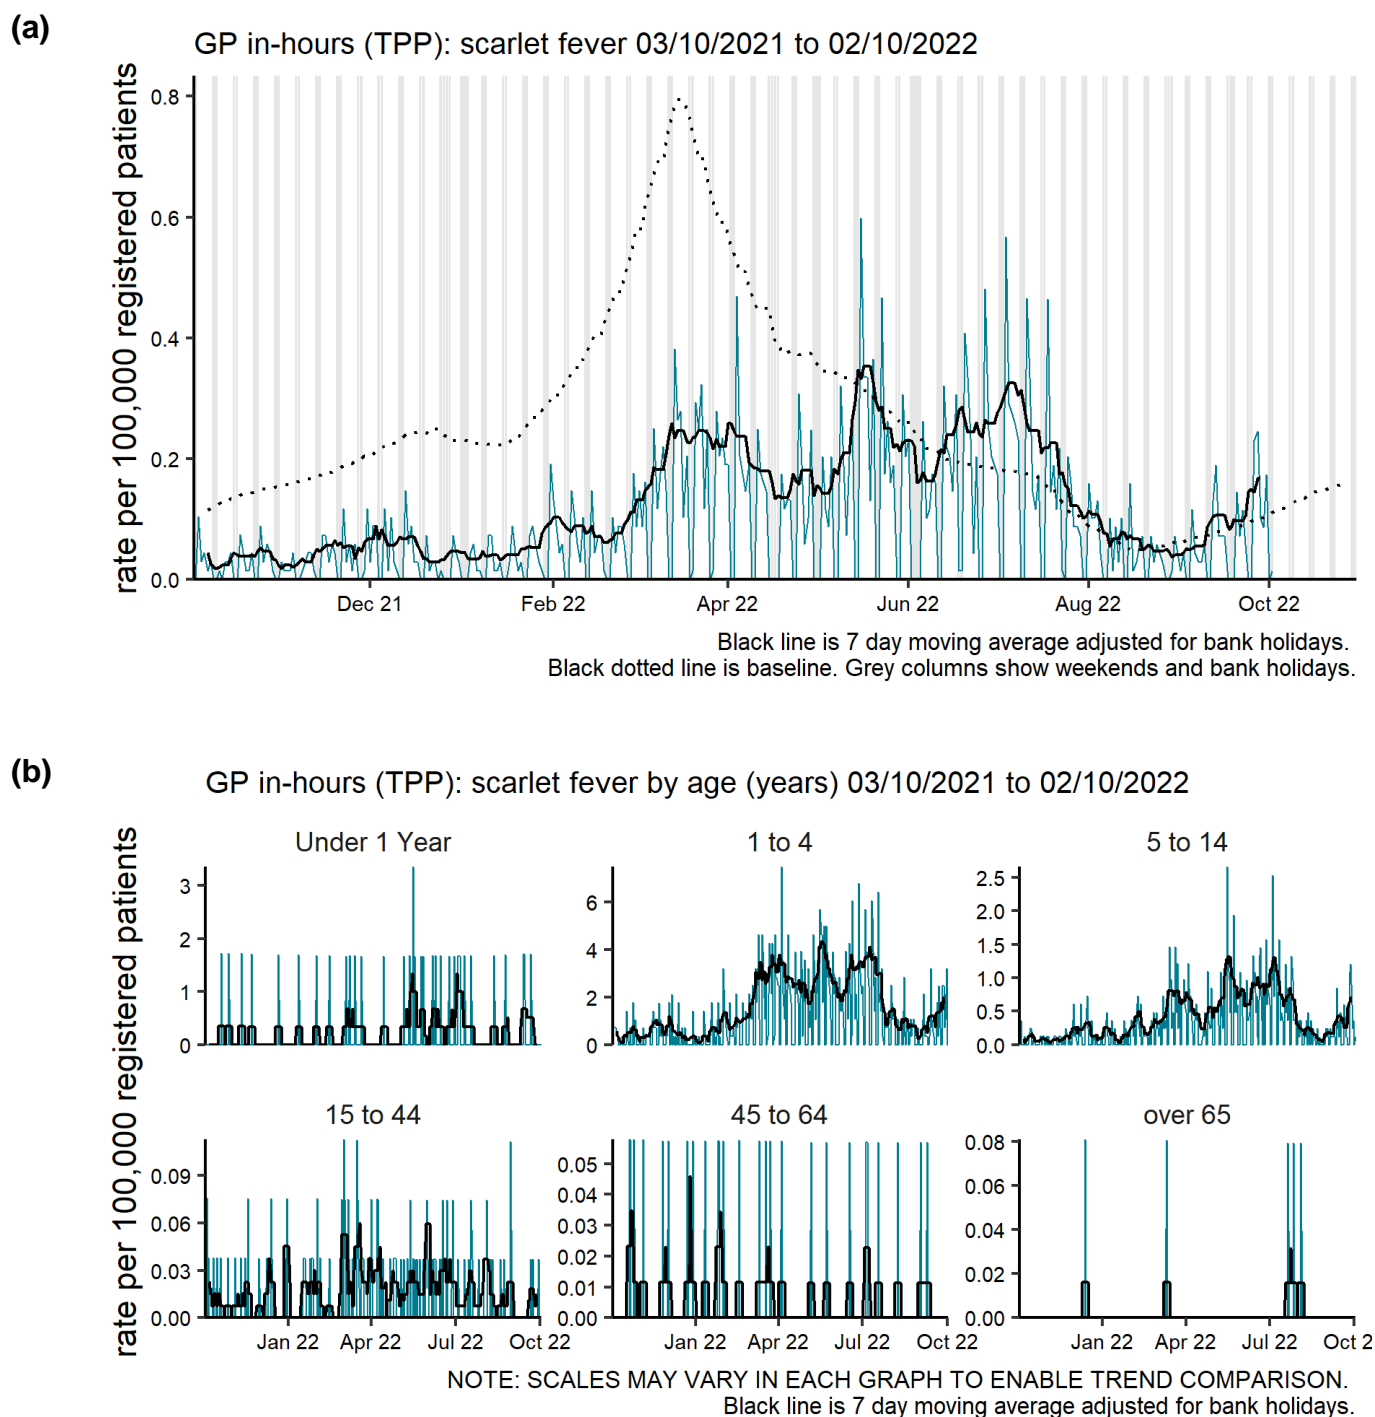 (a)
GP in-hours (TPP): scarlet fever 03/10/2021 to 02/10/2022
rate per 100,000 registered patients
0.8
0.6
0.4
0.2
0.0
Dec 21 Feb 22 Apr 22 Jun 22 Aug 22 Oct 22
Black line is 7 day moving average adjusted for bank holidays.
Black dotted line is baseline. Grey columns show weekends and bank holidays.
(b)
GP in-hours (TPP): scarlet fever by age (years) 03/10/2021 to 02/10/2022
rate per 100,000 registered patients
Under 1 Year
3
2
1
0
1 to 4
6
4
2
0
5 to 14
2.5
2.0
1.5
1.0
0.5
0.0
15 to 44
0.09
0.06
0.03
0.00
Jan 22 Apr 22 Jul 22 Oct 22
45 to 64
0.05
0.04
0.03
0.02
0.01
0.00
Jan 22 Apr 22 Jul 22 Oct 22
over 65
0.08
0.06
0.04
0.02
0.00
Jan 22 Apr 22 Jul 22 Oct 2
NOTE: SCALES MAY VARY IN EACH GRAPH TO ENABLE TREND COMPARISON.
Black line is 7 day moving average adjusted for bank holidays.